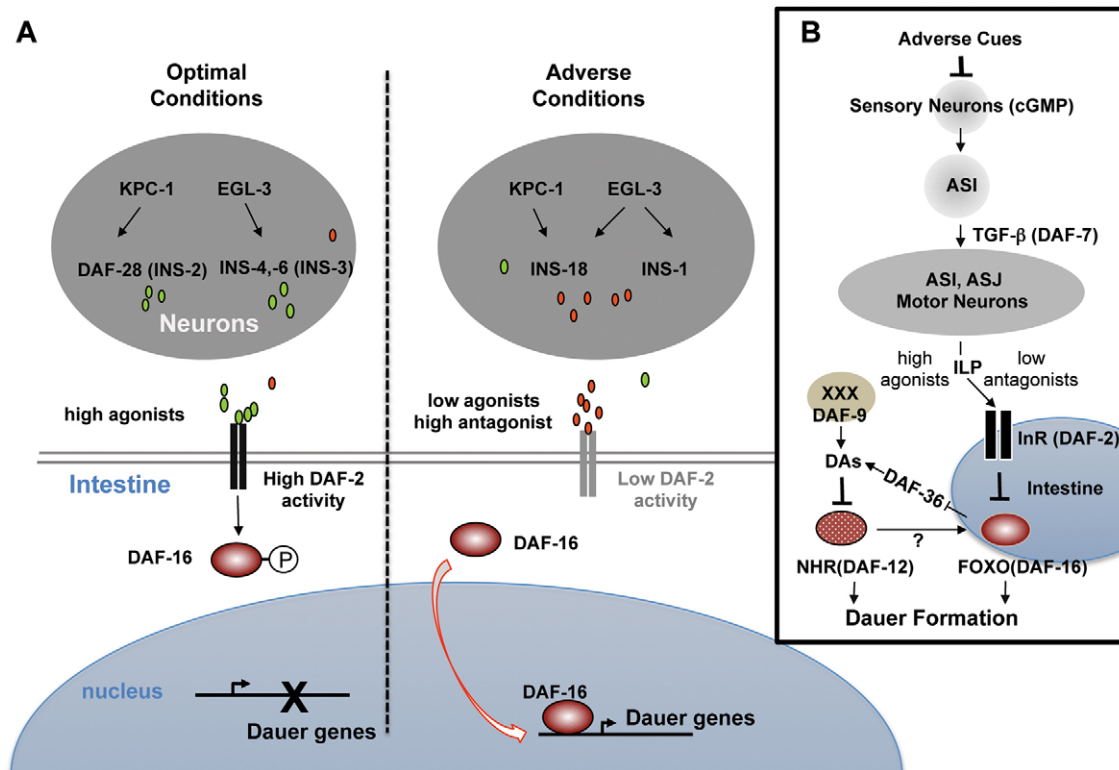 A
Optimal
Conditions
KPC-1
EGL-3
DAF-28 (INS-2)
INS-4,-6 (INS-3)
Neurons
high agonists
Intestine
High DAF-2
activity
DAF-16
P
nucleus
X
Dauer genes
Adverse
Conditions
KPC-1
EGL-3
INS-18
INS-1
low agonists
high antagonist
Low DAF-2
activity
DAF-16
DAF-16
Dauer genes
B
Adverse Cues
Sensory Neurons (cGMP)
ASI
TGF-β (DAF-7)
ASI, ASJ
Motor Neurons
high
agonists
ILP
low
antagonists
XXX
DAF-9
InR (DAF-2)
DAs
DAF-36
Intestine
?
NHR(DAF-12)
FOXO(DAF-16)
Dauer Formation